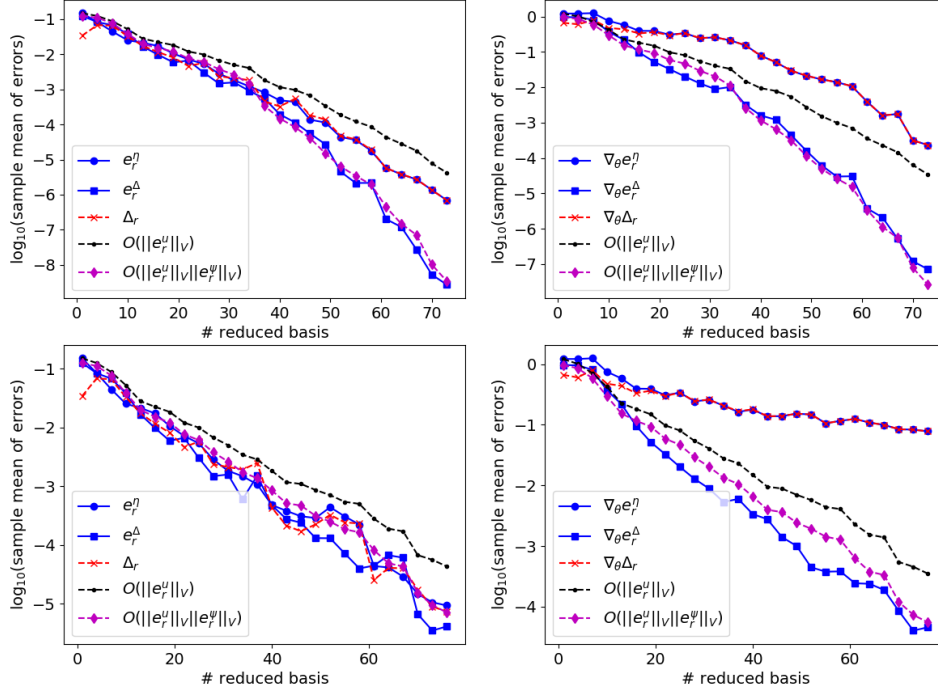 log₁₀(sample mean of errors)
−1
−2
−3
−4
−5
−6
−7
−8
e_r^η
e_r^Δ
Δ_r
O(||e_r^u||_V)
O(||e_r^u||_V||e_r^ψ||_V)
0 10 20 30 40 50 60 70
# reduced basis
log₁₀(sample mean of errors)
0
−1
−2
−3
−4
−5
−6
−7
∇_θe_r^η
∇_θe_r^Δ
∇_θΔ_r
O(||e_r^u||_V)
O(||e_r^u||_V||e_r^ψ||_V)
0 10 20 30 40 50 60 70
# reduced basis
log₁₀(sample mean of errors)
−1
−2
−3
−4
−5
e_r^η
e_r^Δ
Δ_r
O(||e_r^u||_V)
O(||e_r^u||_V||e_r^ψ||_V)
0 20 40 60
# reduced basis
log₁₀(sample mean of errors)
0
−1
−2
−3
−4
∇_θe_r^η
∇_θe_r^Δ
∇_θΔ_r
O(||e_r^u||_V)
O(||e_r^u||_V||e_r^ψ||_V)
0 20 40 60
# reduced basis